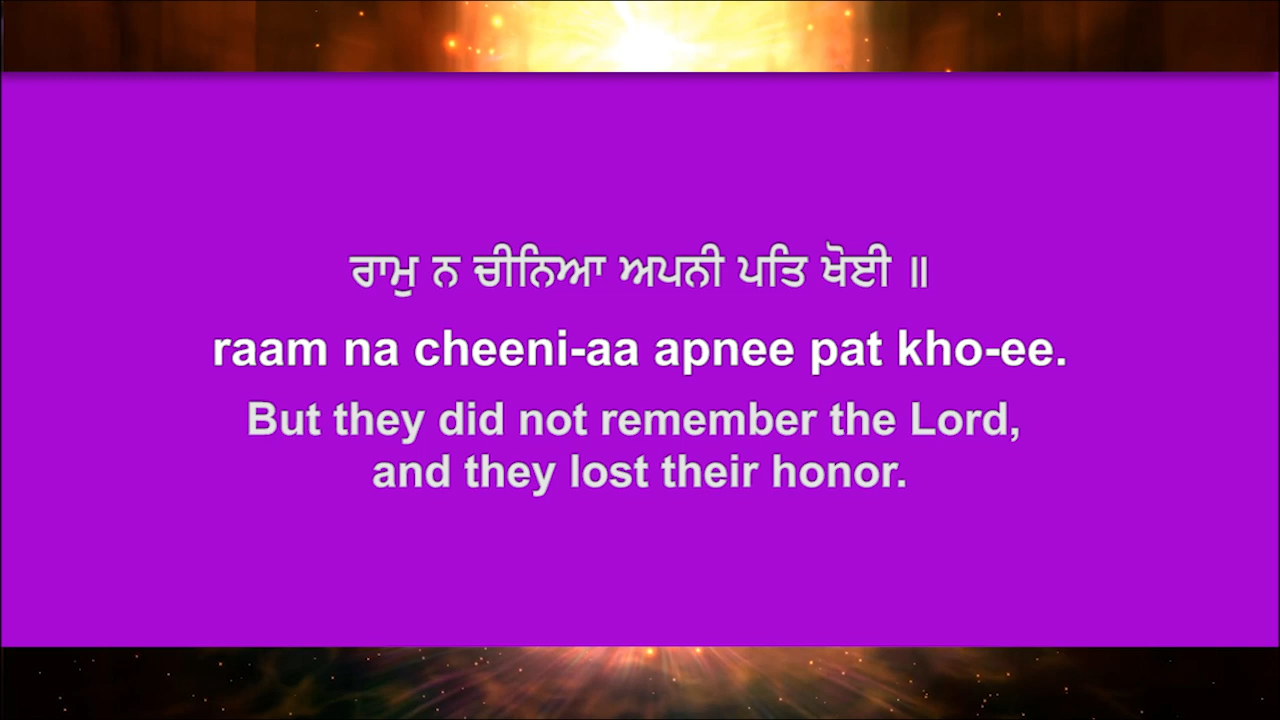 ਰਾਮੁ ਨ ਚੀਨਿਆ ਅਪਨੀ ਪਤਿ ਖੋਈ ॥
raam na cheeni-aa apnee pat kho-ee.
But they did not remember the Lord,
and they lost their honor.